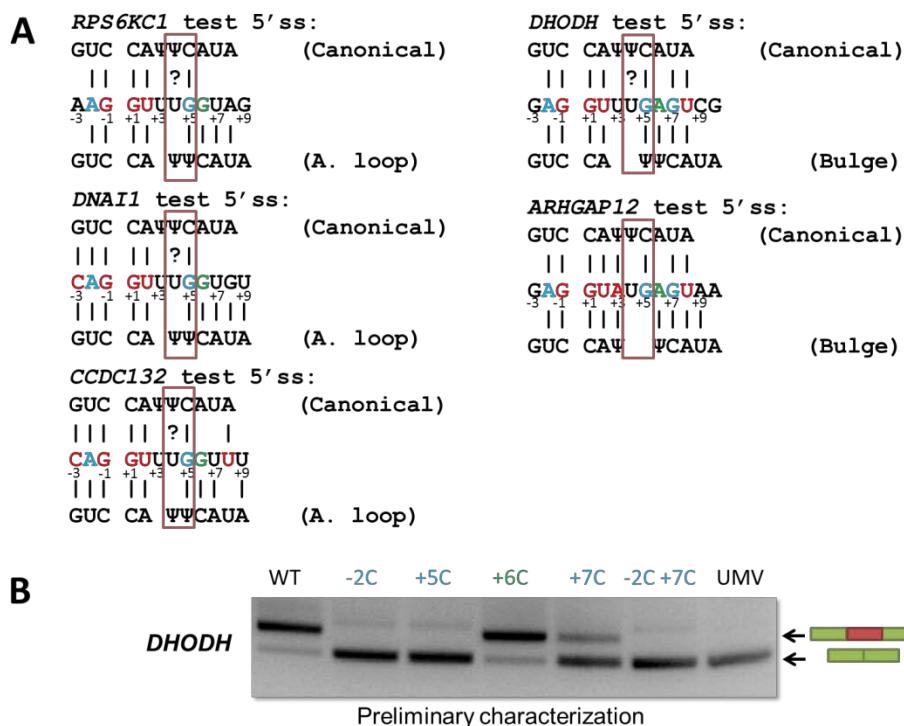 A
RPS6KC1 test 5'ss:
GUC CAΨΨCAUA (Canonical)
?
AAG GUUUGGUAG
-3 -1 +1 +3 +5 +7 +9
GUC CA ΨΨCAUA (A. loop)
DNAI1 test 5'ss:
GUC CAΨΨCAUA (Canonical)
?
CAG GUUUGGUGU
-3 -1 +1 +3 +5 +7 +9
GUC CA ΨΨCAUA (A. loop)
CCDC132 test 5'ss:
GUC CAΨΨCAUA (Canonical)
?
CAG GUUUGGUUU
-3 -1 +1 +3 +5 +7 +9
GUC CA ΨΨCAUA (A. loop)
DHODH test 5'ss:
GUC CAΨΨCAUA (Canonical)
?
GAG GUUUGAGUCG
-3 -1 +1 +3 +5 +7 +9
GUC CA ΨΨCAUA (Bulge)
ARHGAP12 test 5'ss:
GUC CAΨΨCAUA (Canonical)
GAG GUAUGAGUAA
-3 -1 +1 +3 +5 +7 +9
GUC CAΨ ΨCAUA (Bulge)
B
WT -2C +5C +6C +7C -2C +7C UMV
DHODH
Preliminary characterization